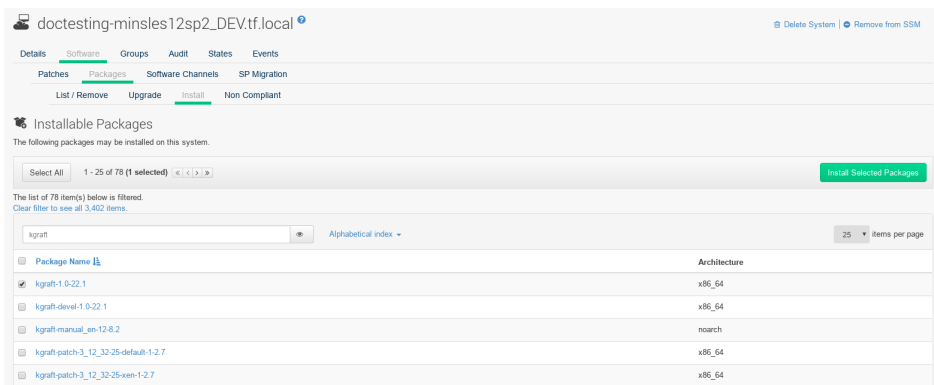 doctesting-minsles12sp2_DEV.tf.local ?
Delete System | Remove from SSM
Details Software Groups Audit States Events
Patches Packages Software Channels SP Migration
List / Remove Upgrade Install Non Compliant
Installable Packages
The following packages may be installed on this system.
Select All 1 - 25 of 78 (1 selected) « < > » Install Selected Packages
The list of 78 item(s) below is filtered.
Clear filter to see all 3,402 items.
kgraft Alphabetical index 25 items per page
Package Name Architecture
kgraft-1.0-22.1 x86_64
kgraft-devel-1.0-22.1 x86_64
kgraft-manual_en-12-8.2 noarch
kgraft-patch-3_12_32-25-default-1-2.7 x86_64
kgraft-patch-3_12_32-25-xen-1-2.7 x86_64